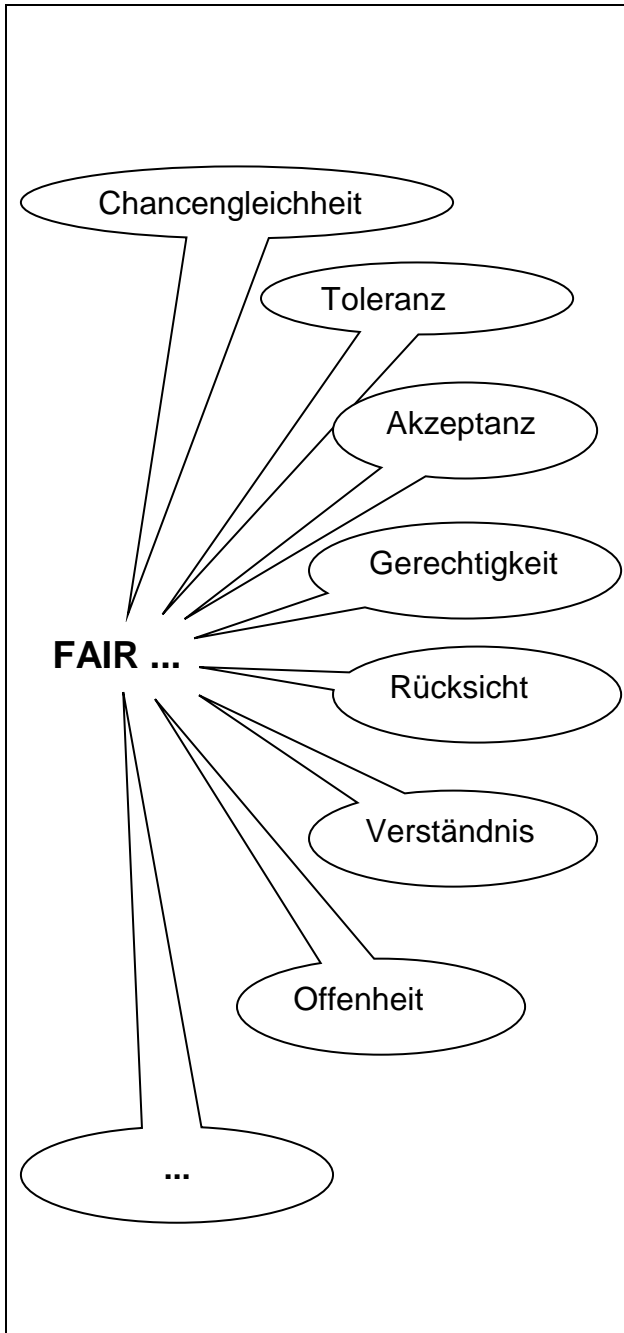 Chancengleichheit
Toleranz
Akzeptanz
Gerechtigkeit
FAIR ...
Rücksicht
Verständnis
Offenheit
...